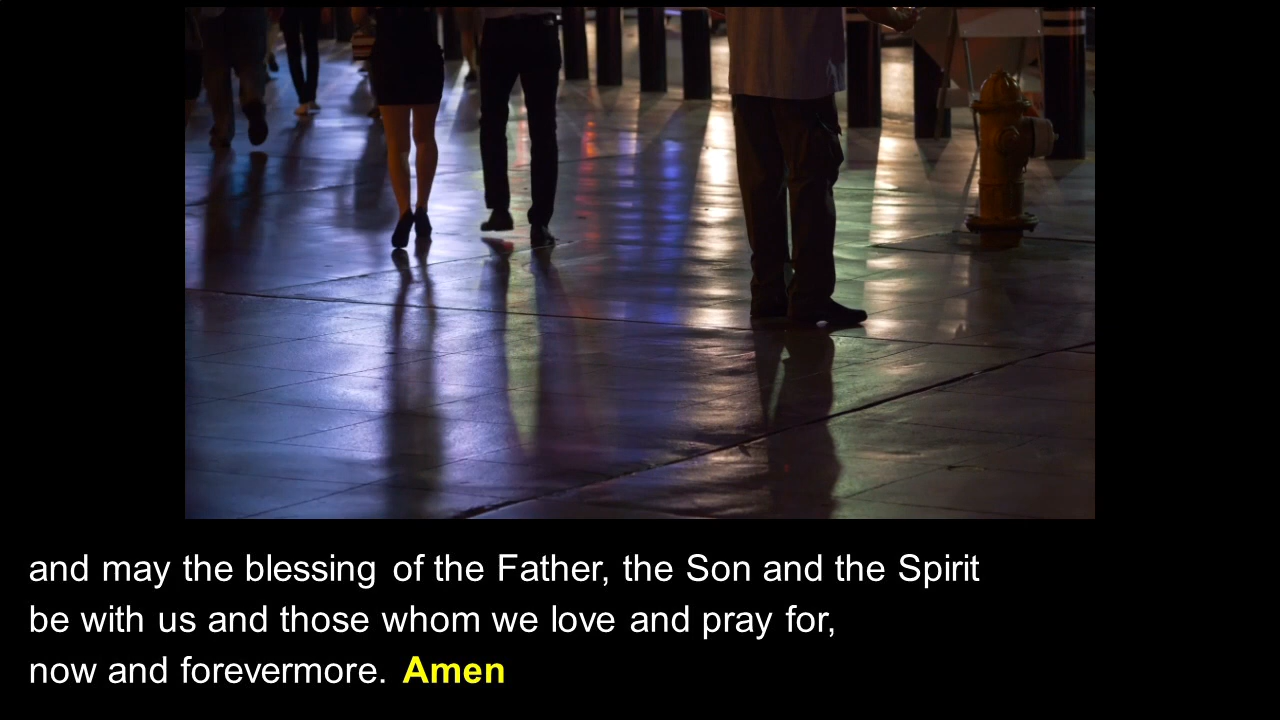 and may the blessing of the Father, the Son and the Spirit
be with us and those whom we love and pray for,
now and forevermore. Amen